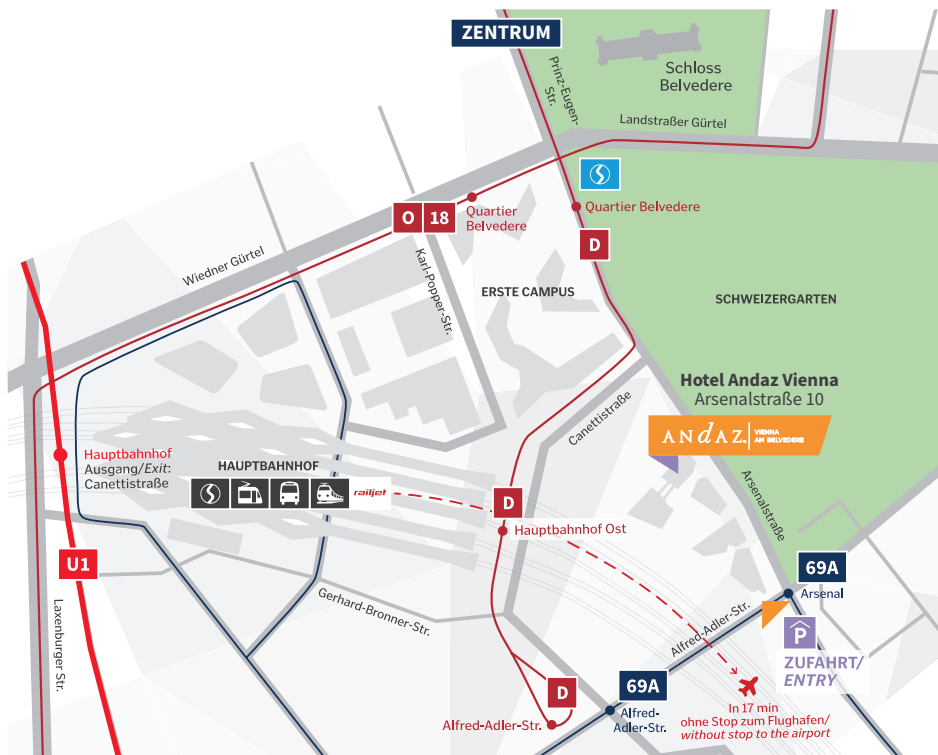 ZENTRUM
Prinz-Eugen-
Str.
Schloss
Belvedere
Landstraßer Gürtel
Quartier Belvedere
O 18
Quartier
Belvedere
D
Wiedner Gürtel
Karl-Popper-Str.
ERSTE CAMPUS
SCHWEIZERGARTEN
Hotel Andaz Vienna
Arsenalstraße 10
ANdAZ. VIENNA
AM BELVEDERE
Canettistraße
Arsenalstraße
Hauptbahnhof
Ausgang/Exit:
Canettistraße
HAUPTBAHNHOF
railjet
D
Hauptbahnhof Ost
U1
Laxenburger Str.
Gerhard-Bronner-Str.
69A
Arsenal
Alfred-Adler-Str.
P
ZUFAHRT/
ENTRY
D
Alfred-Adler-Str.
69A
Alfred-
Adler-Str.
In 17 min
ohne Stop zum Flughafen/
without stop to the airport